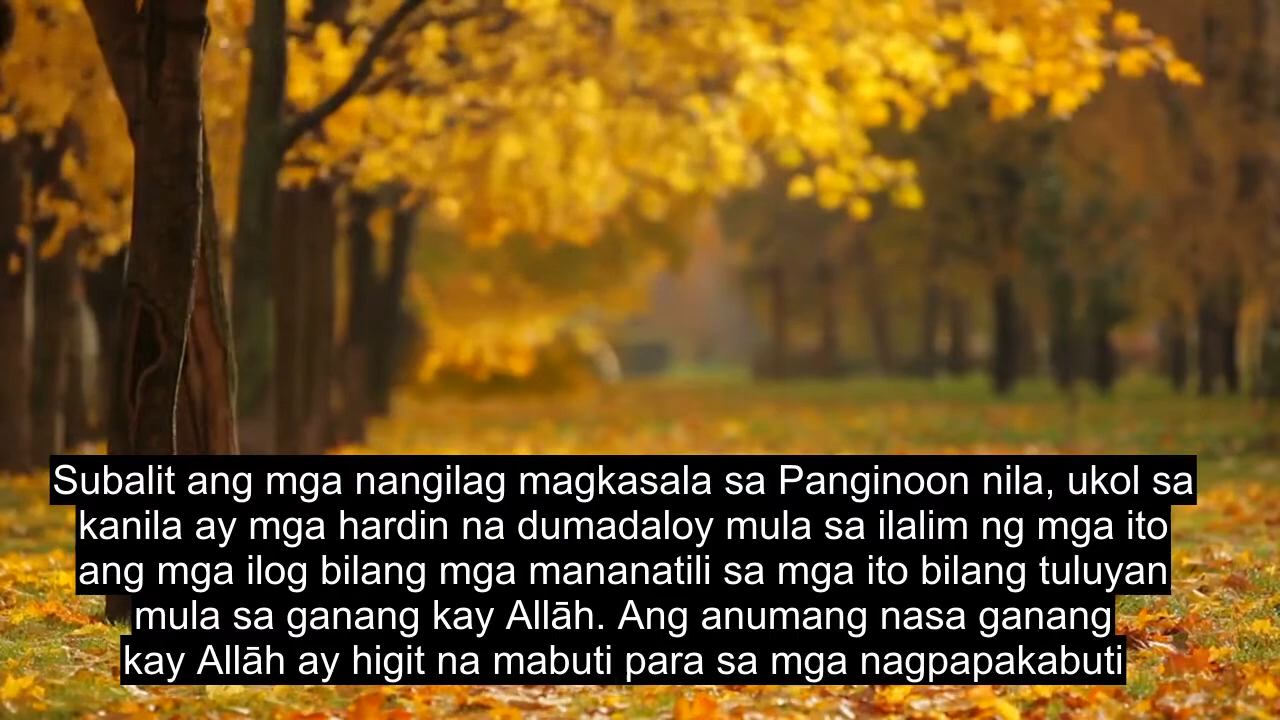 Subalit ang mga nangilag magkasala sa Panginoon nila, ukol sa
kanila ay mga hardin na dumadaloy mula sa ilalim ng mga ito
ang mga ilog bilang mga mananatili sa mga ito bilang tuluyan
mula sa ganang kay Allāh. Ang anumang nasa ganang
kay Allāh ay higit na mabuti para sa mga nagpapakabuti